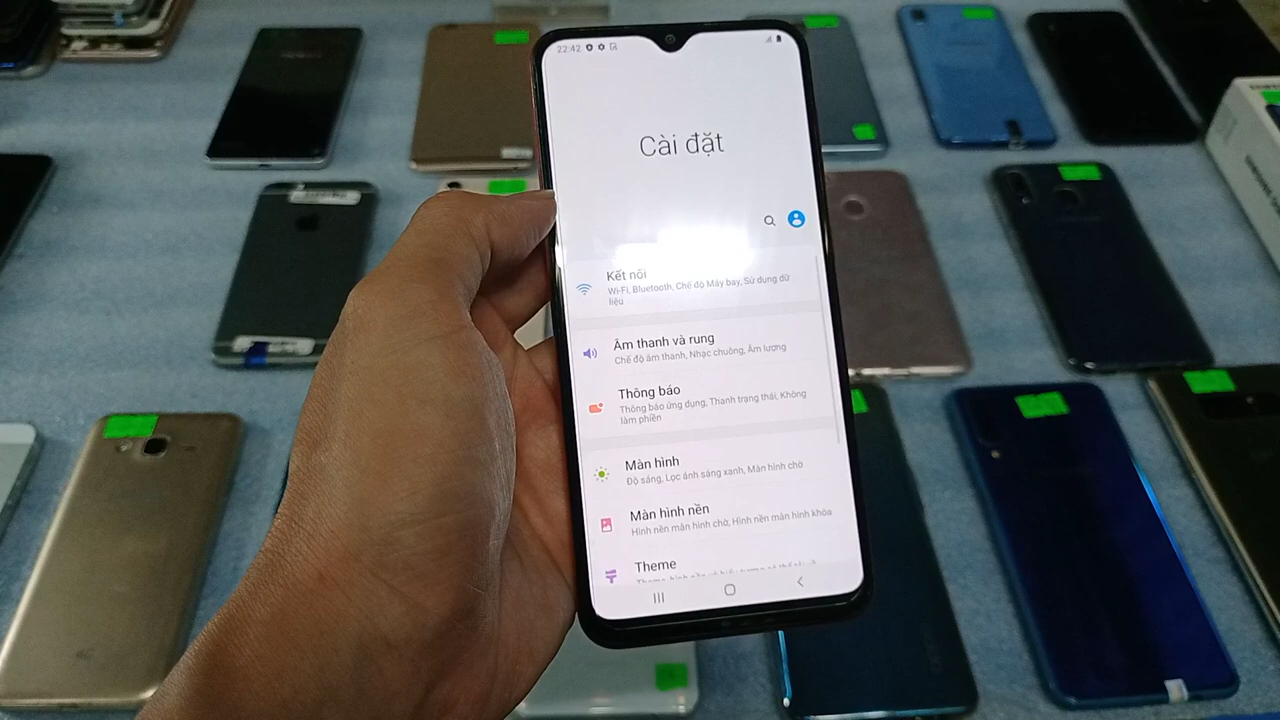 22:42
Cài đặt
Kết nối
Wi-Fi, Bluetooth, Chế độ Máy bay, Sử dụng dữ
liệu
Âm thanh và rung
Chế độ âm thanh, Nhạc chuông, Âm lượng
Thông báo
Thông báo ứng dụng, Thanh trạng thái, Không
làm phiền
Màn hình
Độ sáng, Lọc ánh sáng xanh, Màn hình chờ
Màn hình nền
Hình nền màn hình chờ, Hình nền màn hình khóa
Theme